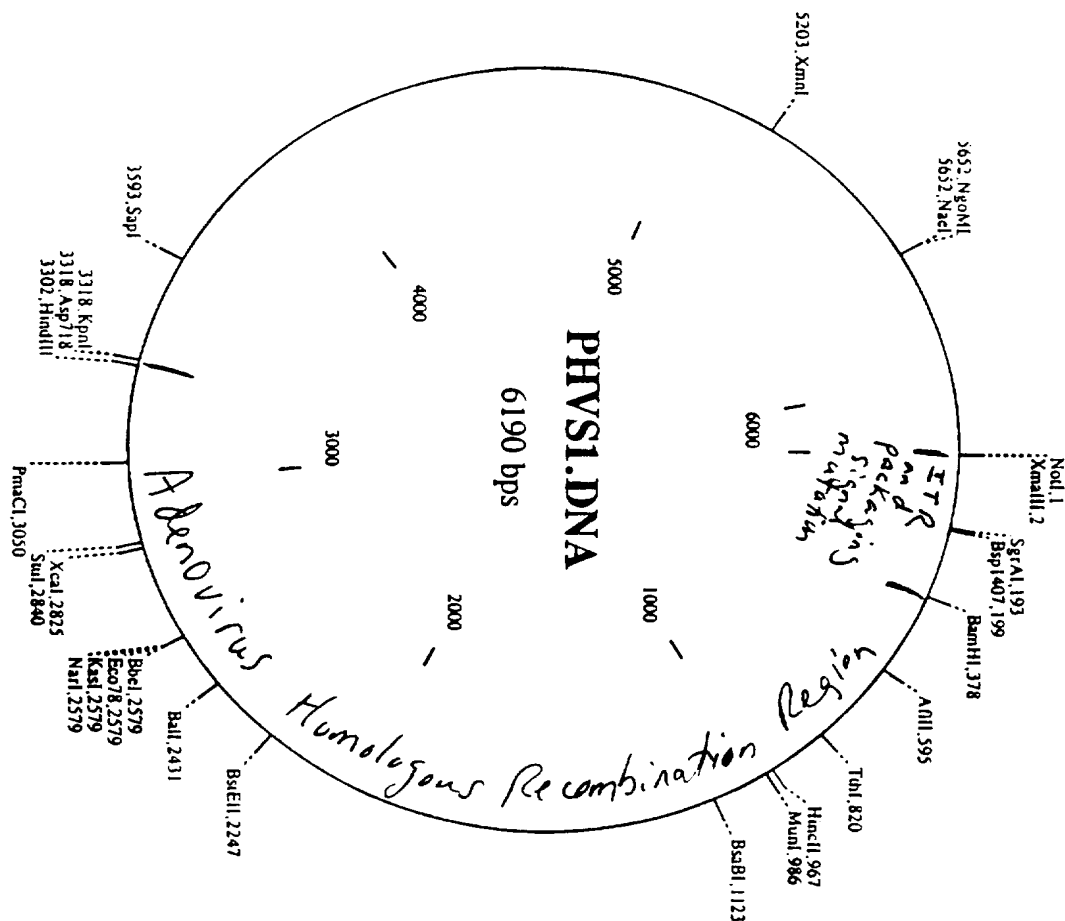 PHVS1.DNA
6190 bps
NotI,1
XmaIII,2
SgrAI,193
Bsp1407,199
BamHI,378
AflII,595
TthI,820
HincII,967
MunI,986
BsaBI,1123
BstEII,2247
BalI,2431
BbeI,2579
Eco78,2579
KasI,2579
NarI,2579
XcaI,2825
SwaI,2840
PmaCI,3050
3318,KpnI
3318,Asp718
3302,HindIII
3593,SapI
5203,XmnI
5652,NgoMI
5652,NaeI
1000
2000
3000
4000
5000
6000
ITR
and
packaging
signaling
mutation
Adenovirus Homologous Recombination Region